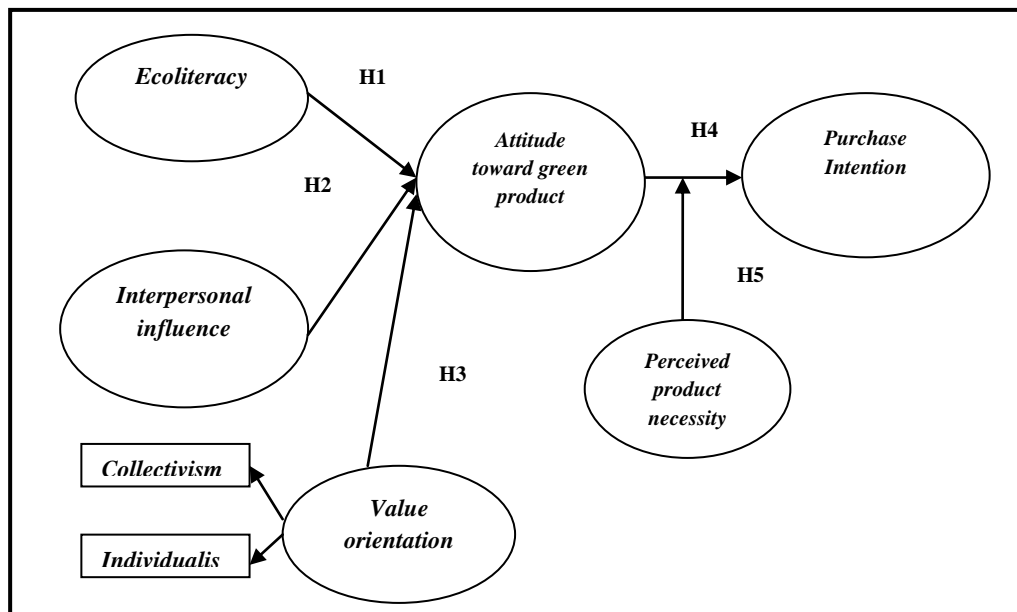 Ecoliteracy
H1
Attitude
toward green
product
H4
Purchase
Intention
H2
Interpersonal
influence
H5
H3
Perceived
product
necessity
Collectivism
Value
orientation
Individualis